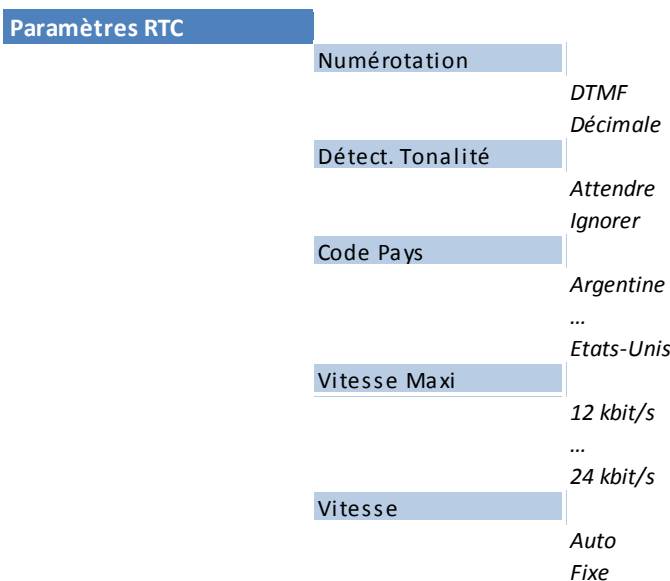 Paramètres RTC
Numérotation
DTMF
Décimale
Détect. Tonalité
Attendre
Ignorer
Code Pays
Argentine
...
Etats-Unis
Vitesse Maxi
12 kbit/s
...
24 kbit/s
Vitesse
Auto
Fixe